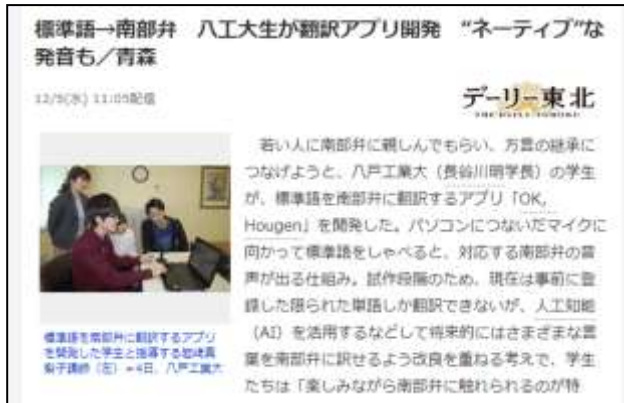 標準語→南部弁　八工大生が翻訳アプリ開発　“ネーティブ”な
発音も／青森
12/5(水) 11:05配信
デーリー東北
THE DAILY TOHOKU
若い人に南部弁に親しんでもらい、方言の継承に
つなげようと、八戸工業大（長谷川明学長）の学生
が、標準語を南部弁に翻訳するアプリ「OK,
Hougen」を開発した。パソコンにつないだマイクに
向かって標準語をしゃべると、対応する南部弁の音
声が出る仕組み。試作段階のため、現在は事前に登
録した限られた単語しか翻訳できないが、人工知能
（AI）を活用するなどして将来的にはさまざまな言
葉を南部弁に訳せるよう改良を重ねる考えで、学生
たちは「楽しみながら南部弁に触れられるのが特
標準語を南部弁に翻訳するアプリ
を開発した学生と指導する岩崎真
梨子講師（左）＝4日、八戸工業大